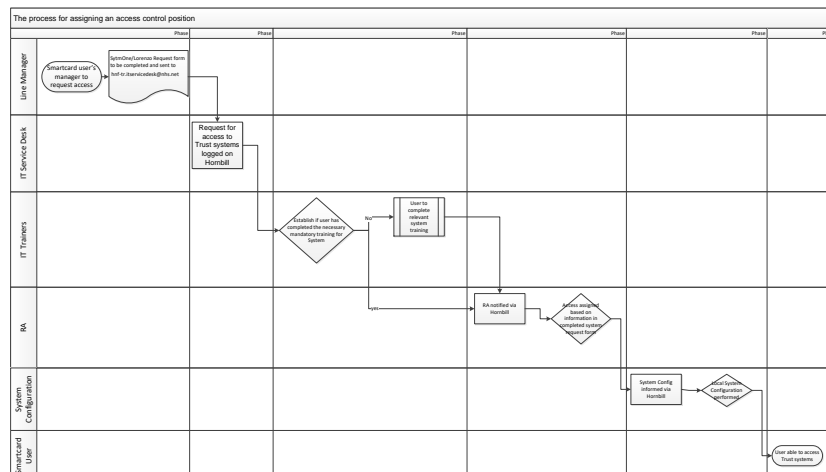 The process for assigning an access control position
Phase
Phase
Phase
Phase
Phase
Line Manager
Smartcard user's
manager to
request access
SytmOne/Lorenzo Request form
to be completed and sent to
hnf-tr.itservicedesk@nhs.net
IT Service Desk
Request for
access to
Trust systems
logged on
Hornbill
IT Trainers
Establish if user has
completed the necessary
mandatory training for
System
No
User to
complete
relevant
system
training
yes
RA
RA notified via
Hornbill
Access assigned
based on
information in
completed system
request form
System
Configuration
System Config
informed via
Hornbill
Local System
Configuration
performed
Smartcard
User
User able to access
Trust systems